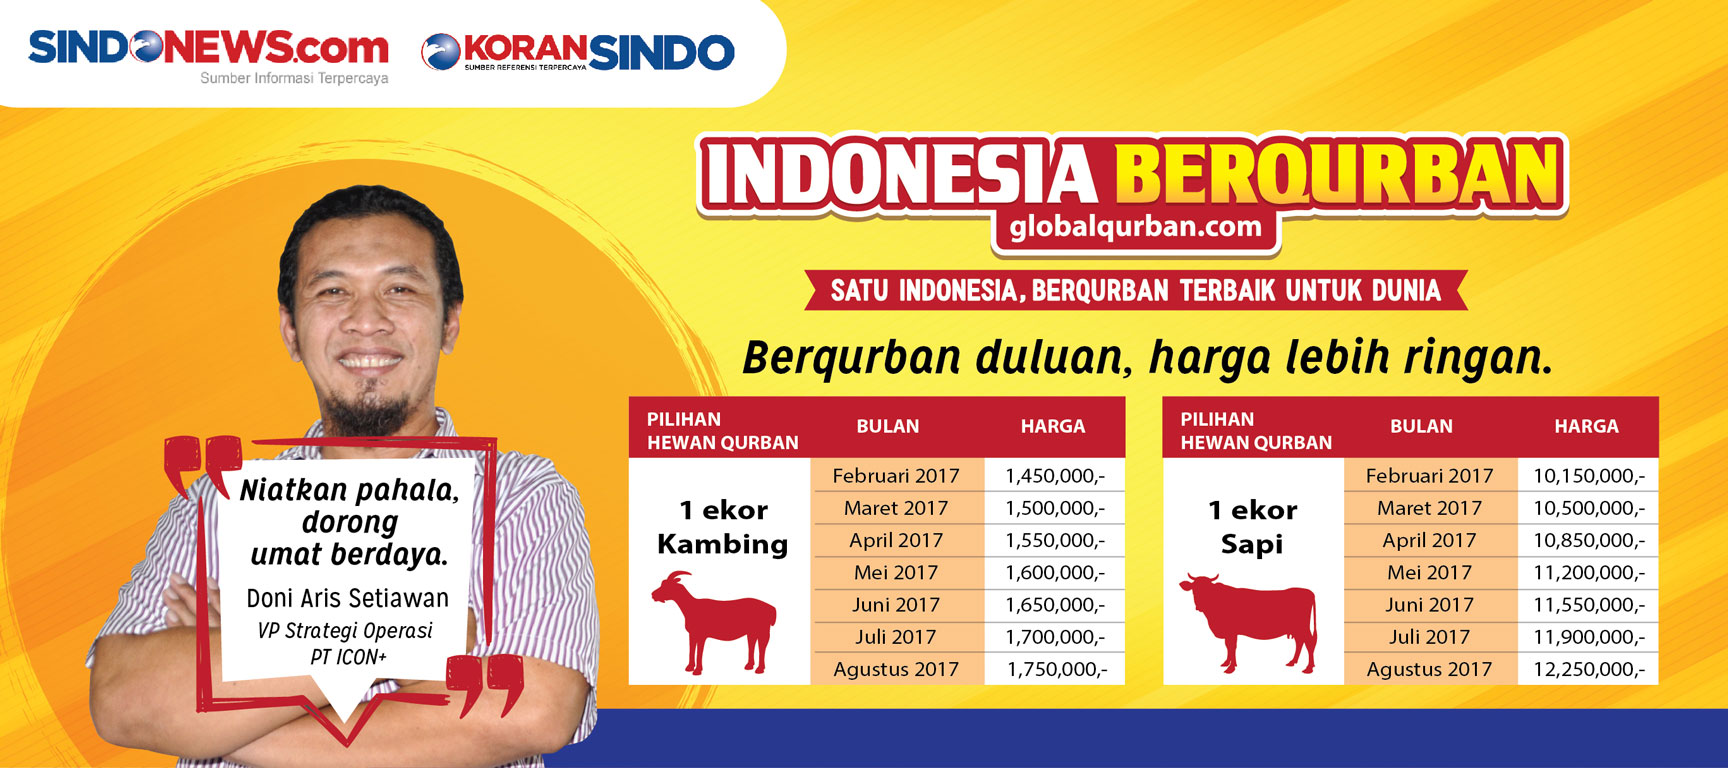 SINDONEWS.com
Sumber Informasi Terpercaya
KORAN SINDO
SUMBER REFERENSI TERPERCAYA
INDONESIA BERQURBAN
globalqurban.com
SATU INDONESIA, BERQURBAN TERBAIK UNTUK DUNIA
Berqurban duluan, harga lebih ringan.
Niatkan pahala,
dorong
umat berdaya.
Doni Aris Setiawan
VP Strategi Operasi
PT ICON+
PILIHAN
HEWAN QURBAN
BULAN
HARGA
1 ekor
Kambing
Februari 2017 1,450,000,-
Maret 2017 1,500,000,-
April 2017 1,550,000,-
Mei 2017 1,600,000,-
Juni 2017 1,650,000,-
Juli 2017 1,700,000,-
Agustus 2017 1,750,000,-
PILIHAN
HEWAN QURBAN
BULAN
HARGA
1 ekor
Sapi
Februari 2017 10,150,000,-
Maret 2017 10,500,000,-
April 2017 10,850,000,-
Mei 2017 11,200,000,-
Juni 2017 11,550,000,-
Juli 2017 11,900,000,-
Agustus 2017 12,250,000,-